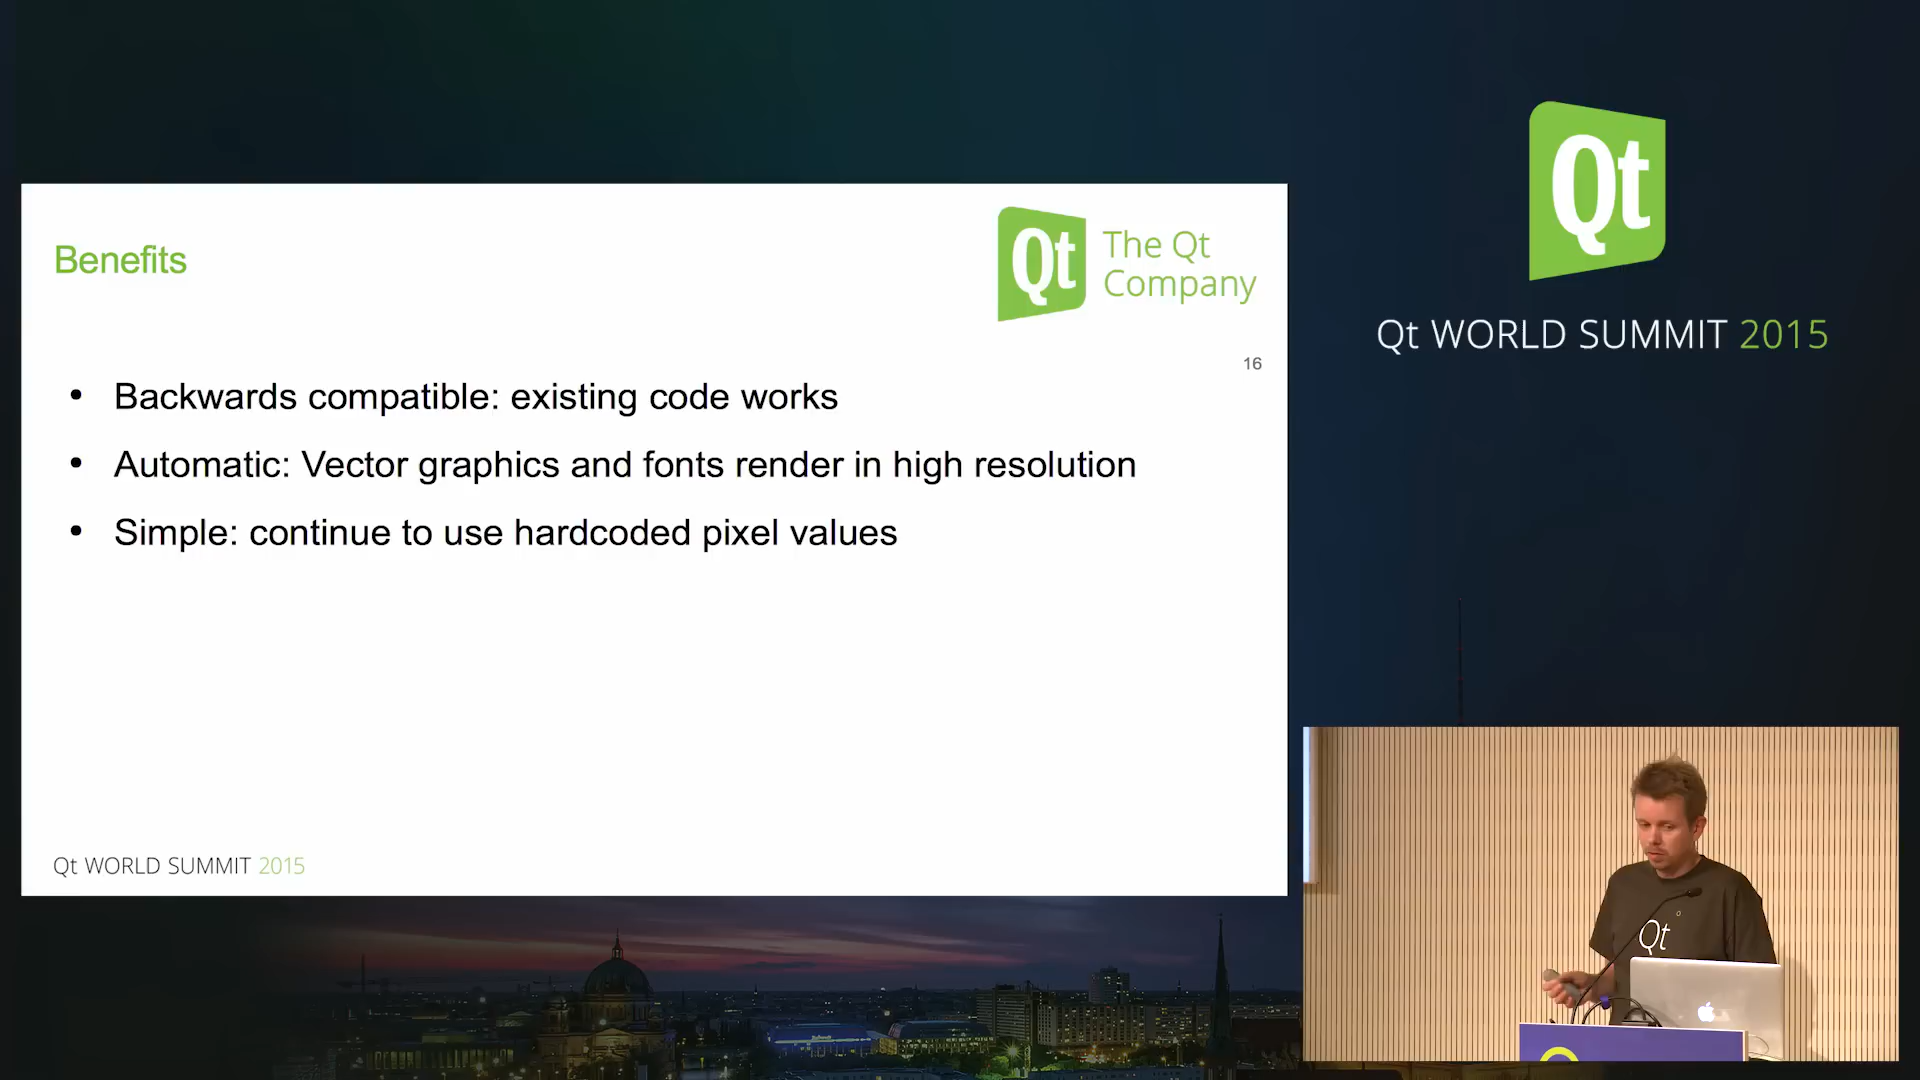 Benefits
Qt
The Qt
Company
16
• Backwards compatible: existing code works
• Automatic: Vector graphics and fonts render in high resolution
• Simple: continue to use hardcoded pixel values
Qt WORLD SUMMIT 2015
Qt
Qt WORLD SUMMIT 2015
Qt